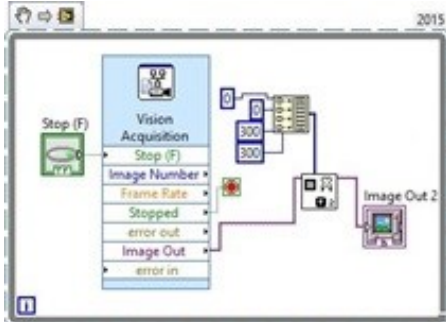 2015
Stop (F)
Vision
Acquisition
Stop (F)
Image Number
Frame Rate
Stopped
error out
Image Out
error in
0
0
300
300
Image Out 2
i